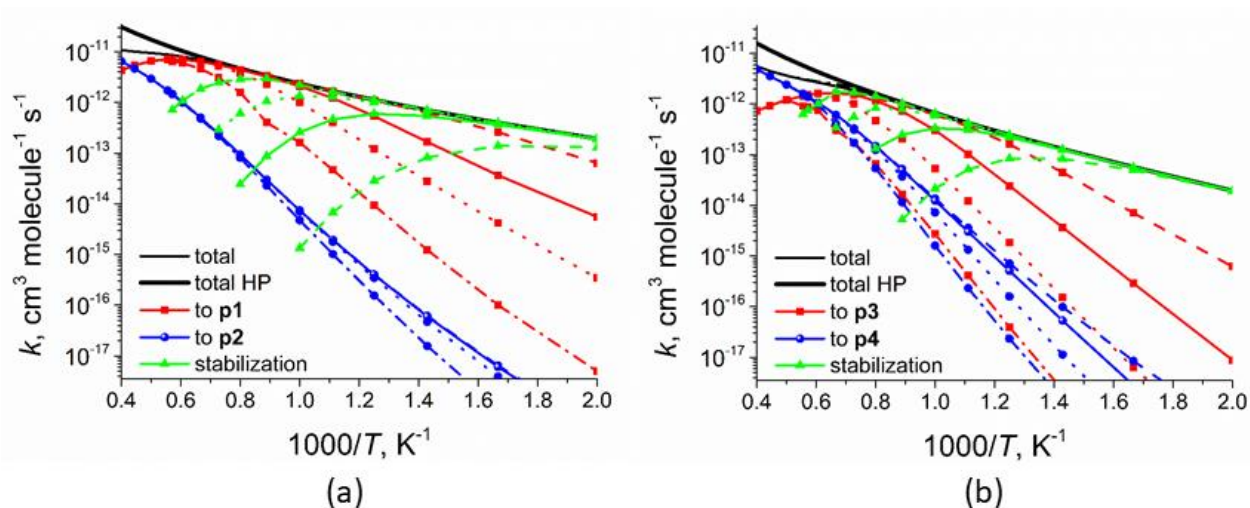 k, cm³ molecule⁻¹ s⁻¹
10⁻¹¹
10⁻¹²
10⁻¹³
10⁻¹⁴
10⁻¹⁵
10⁻¹⁶
10⁻¹⁷
total
total HP
to p1
to p2
stabilization
0.4 0.6 0.8 1.0 1.2 1.4 1.6 1.8 2.0
1000/T, K⁻¹
(a)
k, cm³ molecule⁻¹ s⁻¹
10⁻¹¹
10⁻¹²
10⁻¹³
10⁻¹⁴
10⁻¹⁵
10⁻¹⁶
10⁻¹⁷
total
total HP
to p3
to p4
stabilization
0.4 0.6 0.8 1.0 1.2 1.4 1.6 1.8 2.0
1000/T, K⁻¹
(b)